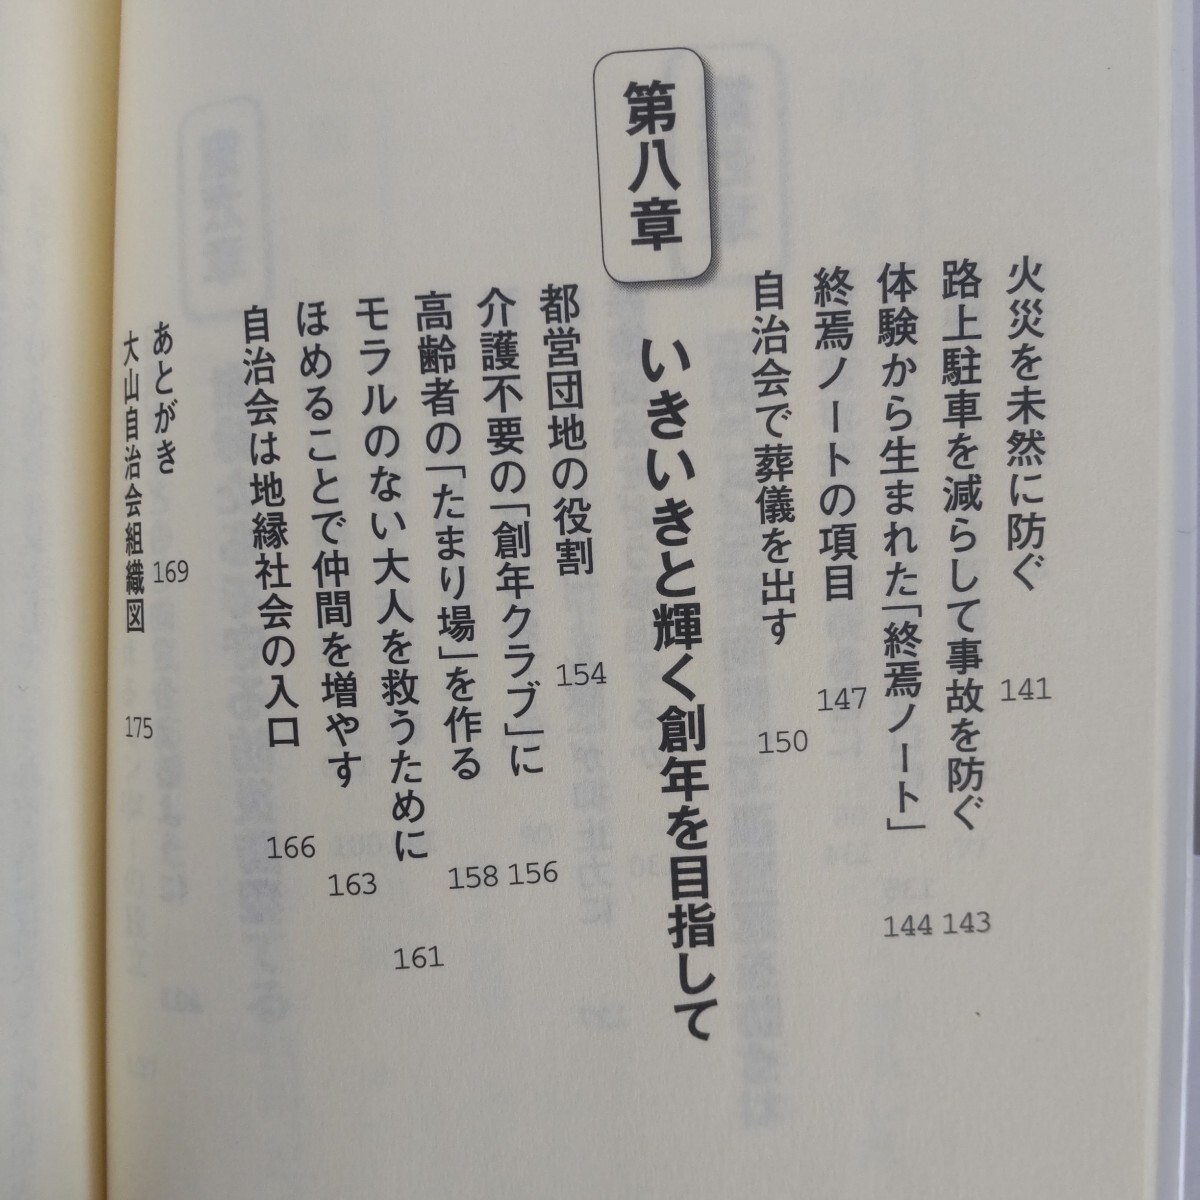 火災を未然に防ぐ 141
路上駐車を減らして事故を防ぐ 143
体験から生まれた「終焉ノート」 144
終焉ノートの項目 147
自治会で葬儀を出す 150
第八章 いきいきと輝く創年を目指して
都営団地の役割 154
介護不要の「創年クラブ」に 156
高齢者の「たまり場」を作る 158
モラルのない大人を救うために 161
ほめることで仲間を増やす 163
自治会は地縁社会の入口 166
あとがき 169
大山自治会組織図 175